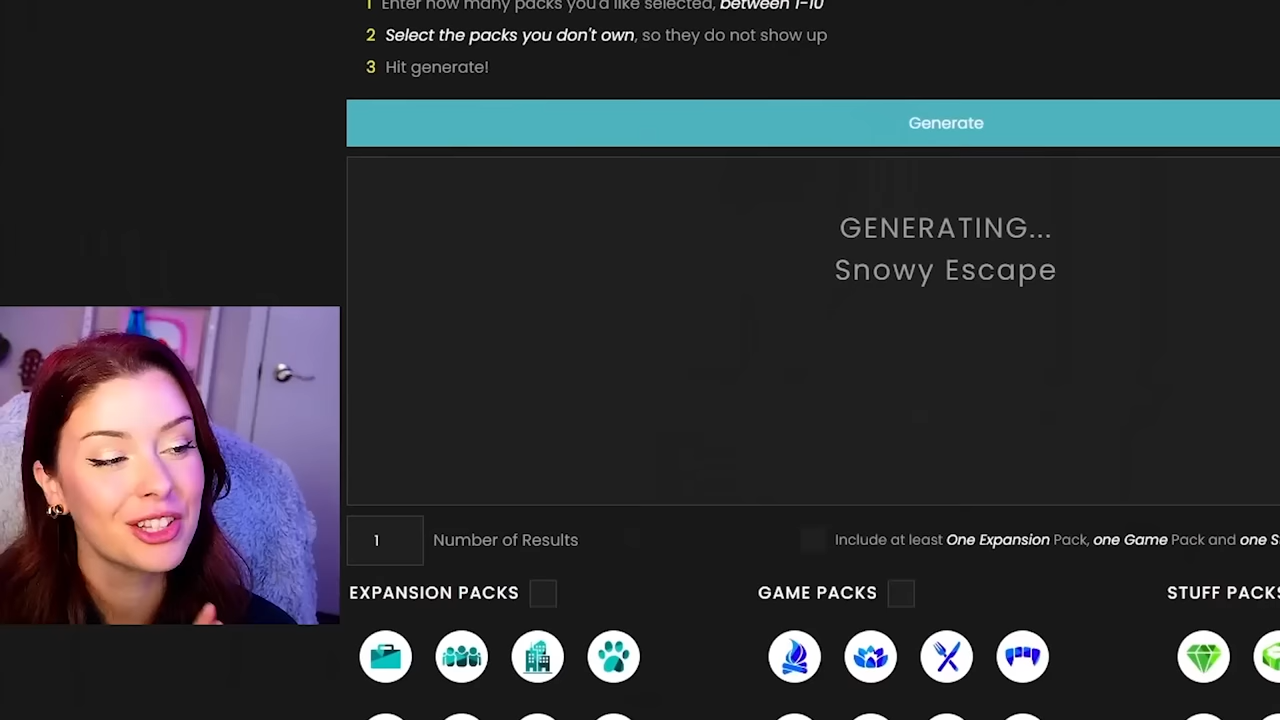 1 Enter how many packs you'd like selected, between 1-10
2 Select the packs you don't own, so they do not show up
3 Hit generate!
Generate
GENERATING...
Snowy Escape
1 Number of Results
Include at least One Expansion Pack, one Game Pack and one S
EXPANSION PACKS
GAME PACKS
STUFF PACKS